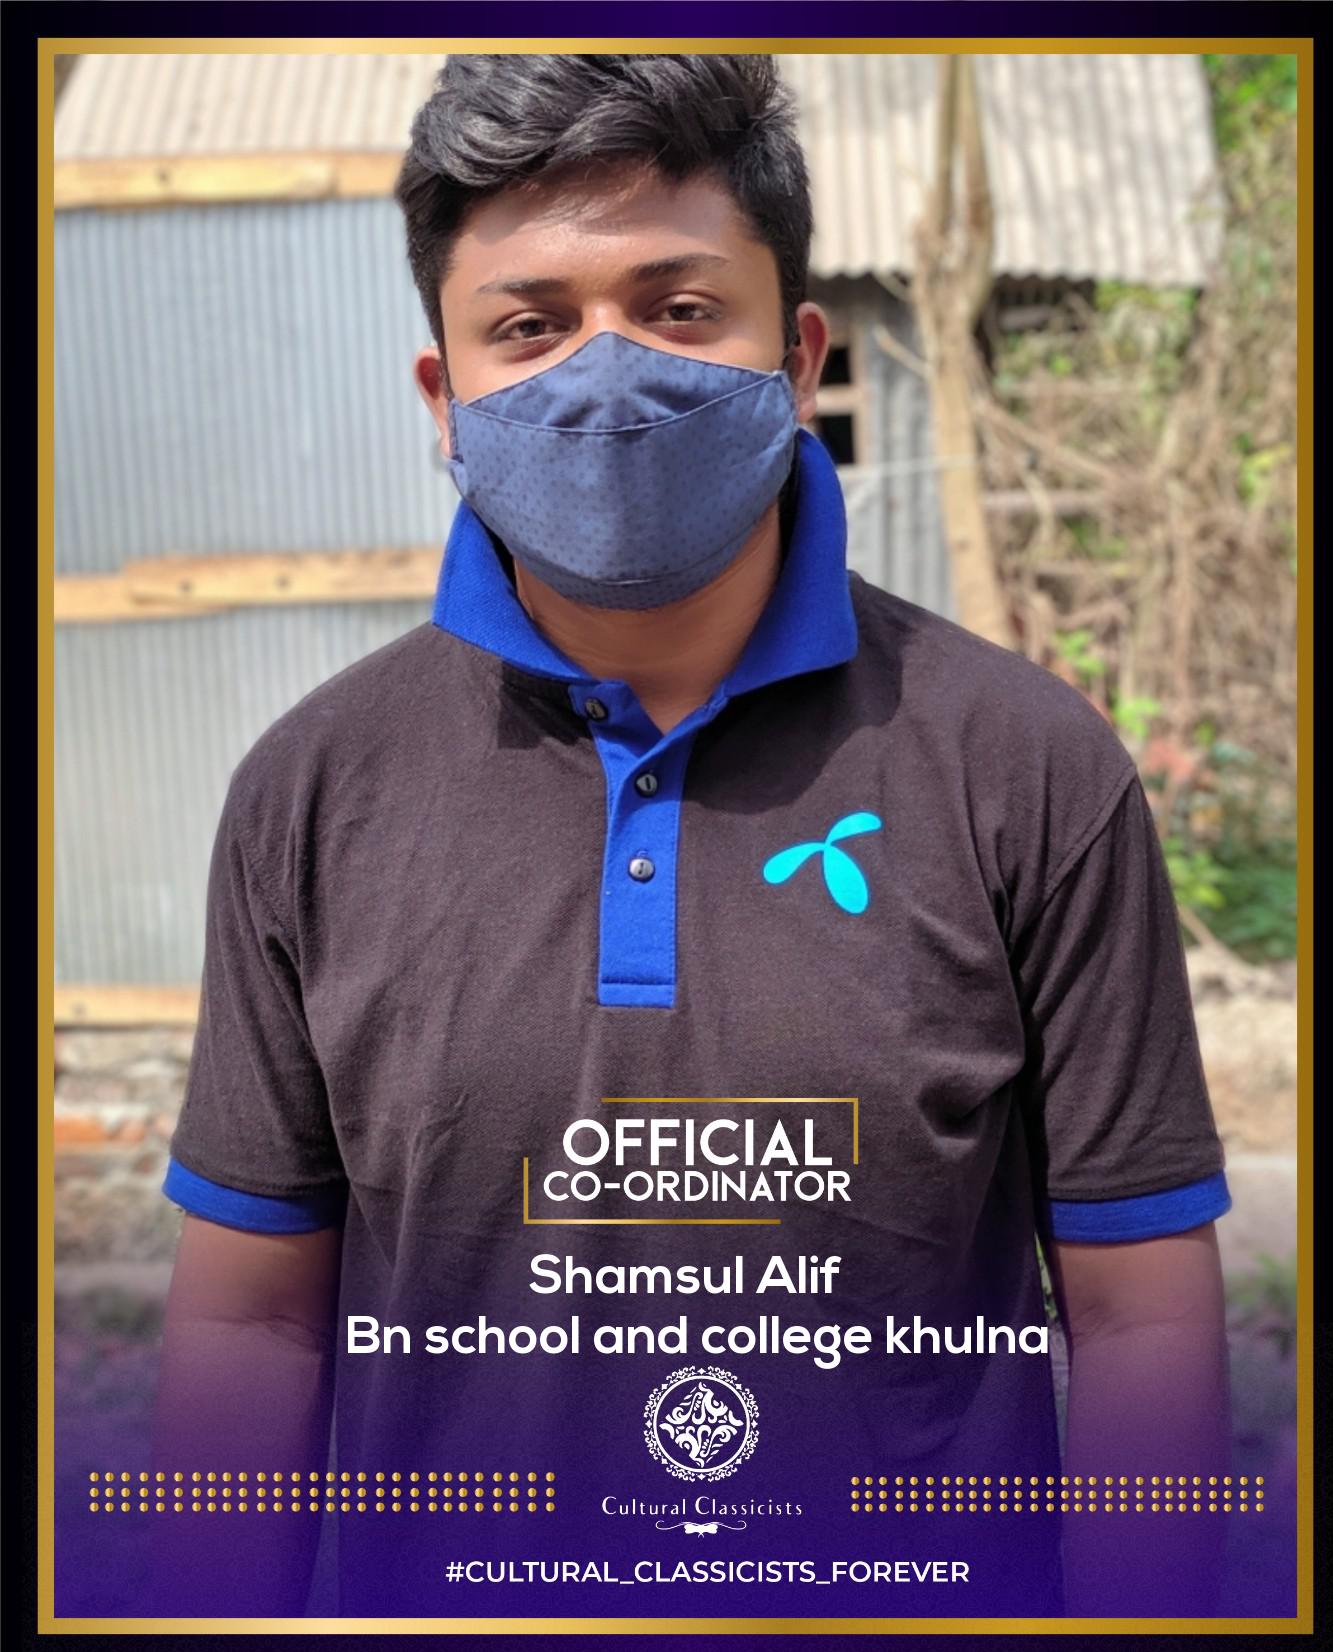 OFFICIAL
CO-ORDINATOR
Shamsul Alif
Bn school and college khulna
Cultural Classicists
#CULTURAL_CLASSICISTS_FOREVER